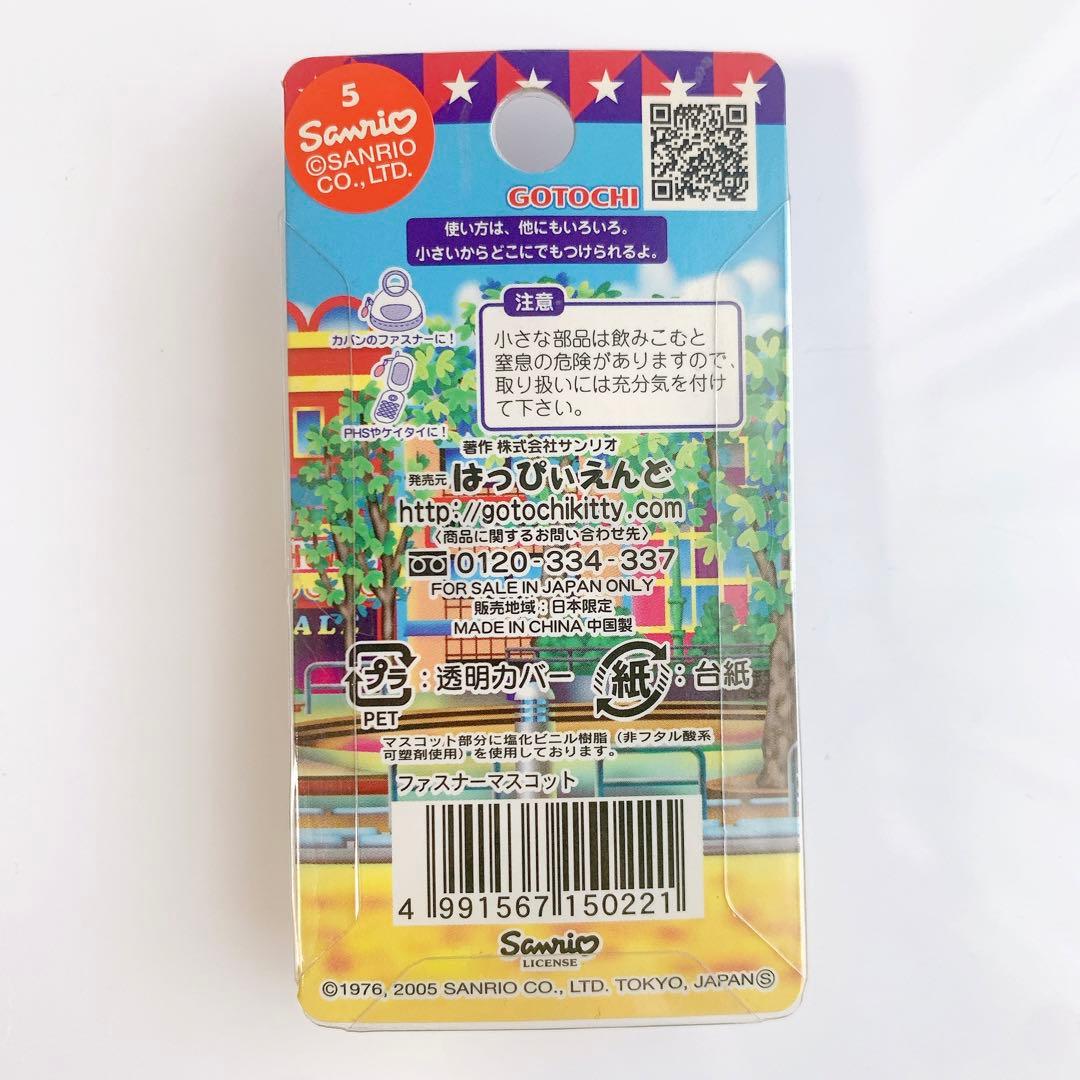 5
Sanrio
©SANRIO
CO., LTD.
GOTOCHI
使い方は、他にもいろいろ。
小さいからどこにでもつけられるよ。
カバンのファスナーに!
PHSやケイタイに!
注意
小さな部品は飲みこむと
窒息の危険がありますので、
取り扱いには充分気を付け
て下さい。
著作 株式会社サンリオ
発売元 はっぴぃえんど
http://gotochikitty.com
〈商品に関するお問い合わせ先〉
0120-334-337
FOR SALE IN JAPAN ONLY
販売地域:日本限定
MADE IN CHINA 中国製
プラ :透明カバー
PET
紙 :台紙
マスコット部分に塩化ビニル樹脂(非フタル酸系
可塑剤使用)を使用しております。
ファスナーマスコット
4 991567 150221
Sanrio
LICENSE
©1976, 2005 SANRIO CO., LTD. TOKYO, JAPAN Ⓢ